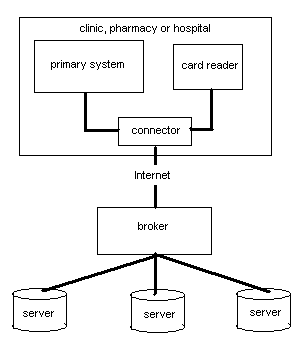 clinic, pharmacy or hospital
primary system
card reader
connector
Internet
broker
server
server
server